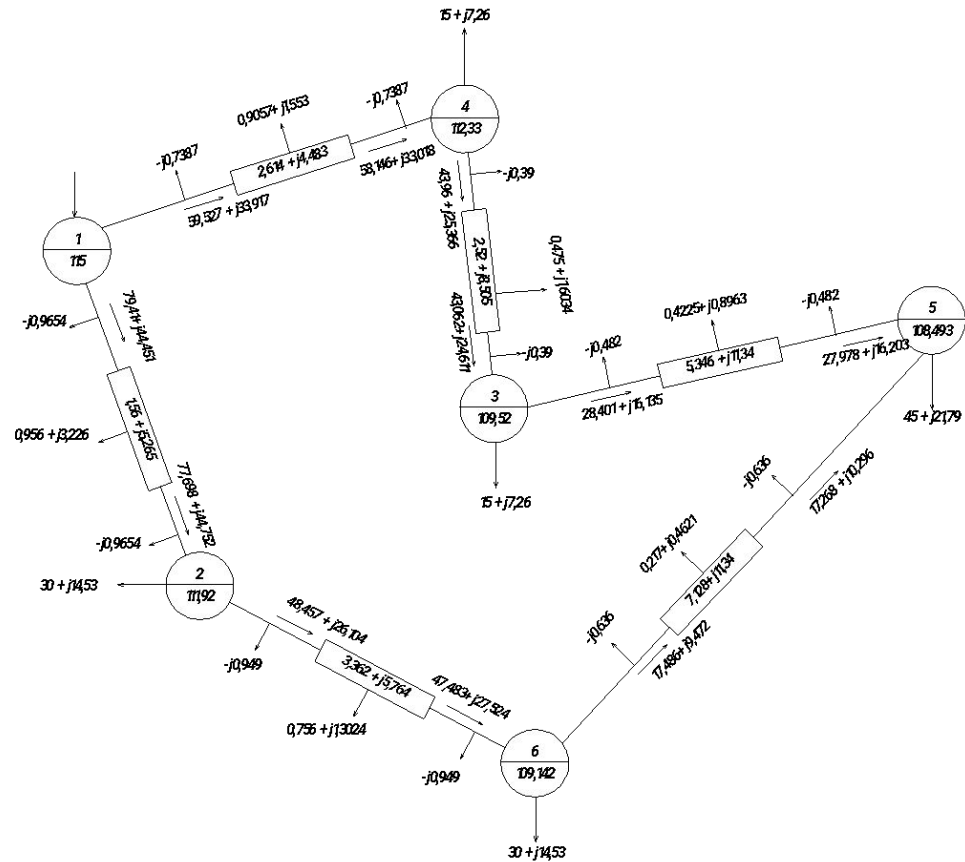 15 + j7,26
4
112,33
-j0,7387
0,9057+ j1,553
-j0,7387
2,614 + j4,483
58,146+ j33,018
59,527 + j33,917
-j0,39
43,96 + j25,366
2,52 + j8,505
0,475 + j1,6034
43,062+ j24,611
-j0,39
1
115
-j0,9654
79,41+ j44,451
1,56 + j5,265
0,956 + j3,226
77,698 + j44,752
-j0,9654
3
109,52
15 + j7,26
-j0,482
0,4225+ j0,8963
-j0,482
5,346 + j11,34
28,401 + j16,135
27,978 + j16,203
5
108,493
45 + j21,79
2
111,92
30 + j14,53
48,457 + j26,104
-j0,949
3,362 + j5,764
0,756 + j1,3024
47,483+ j27,524
-j0,949
6
109,142
30 + j14,53
-j0,636
0,217+ j0,4621
7,128+ j11,34
17,486+ j9,472
-j0,636
17,268 + j10,296